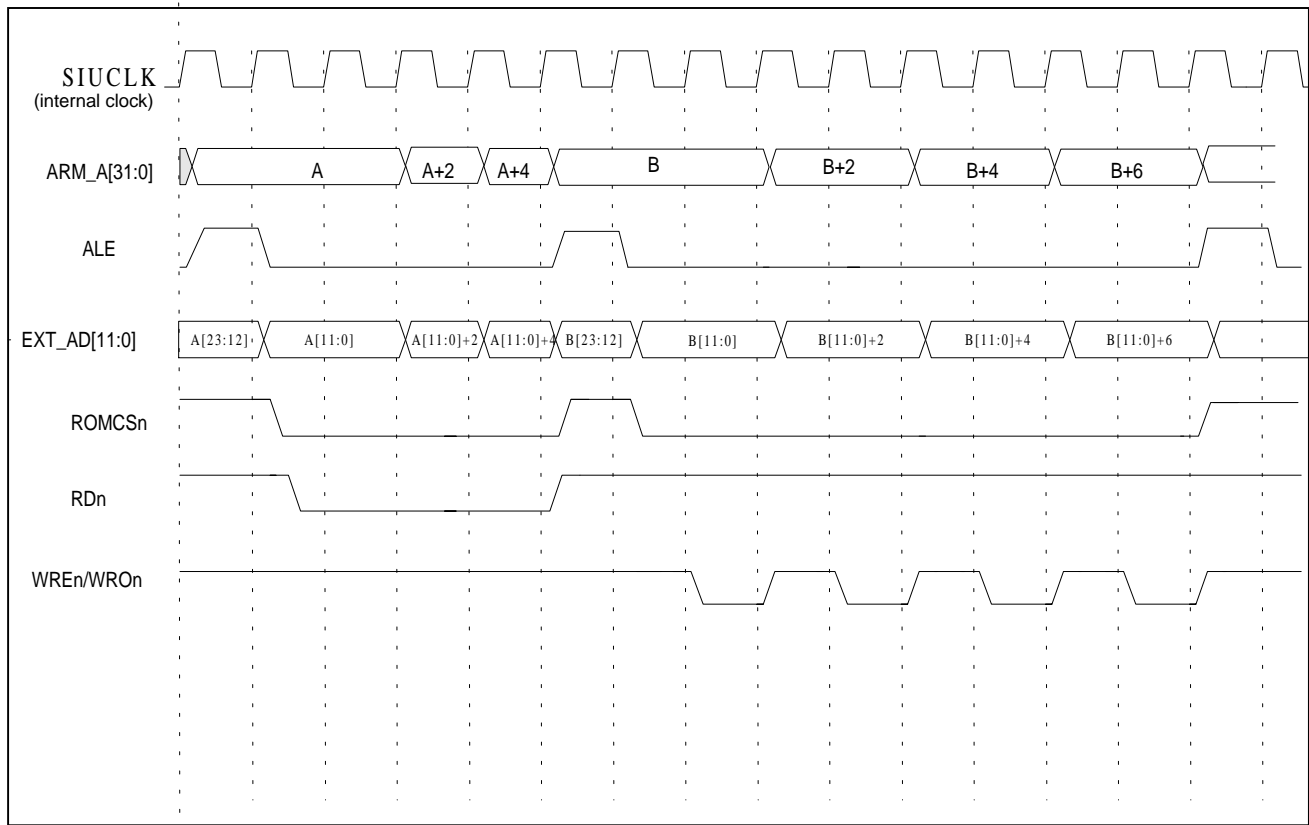 SIUCLK
(internal clock)
ARM_A[31:0]
A
A+2
A+4
B
B+2
B+4
B+6
ALE
EXT_AD[11:0]
A[23:12]
A[11:0]
A[11:0]+2
A[11:0]+4
B[23:12]
B[11:0]
B[11:0]+2
B[11:0]+4
B[11:0]+6
ROMCSn
RDn
WREn/WROn